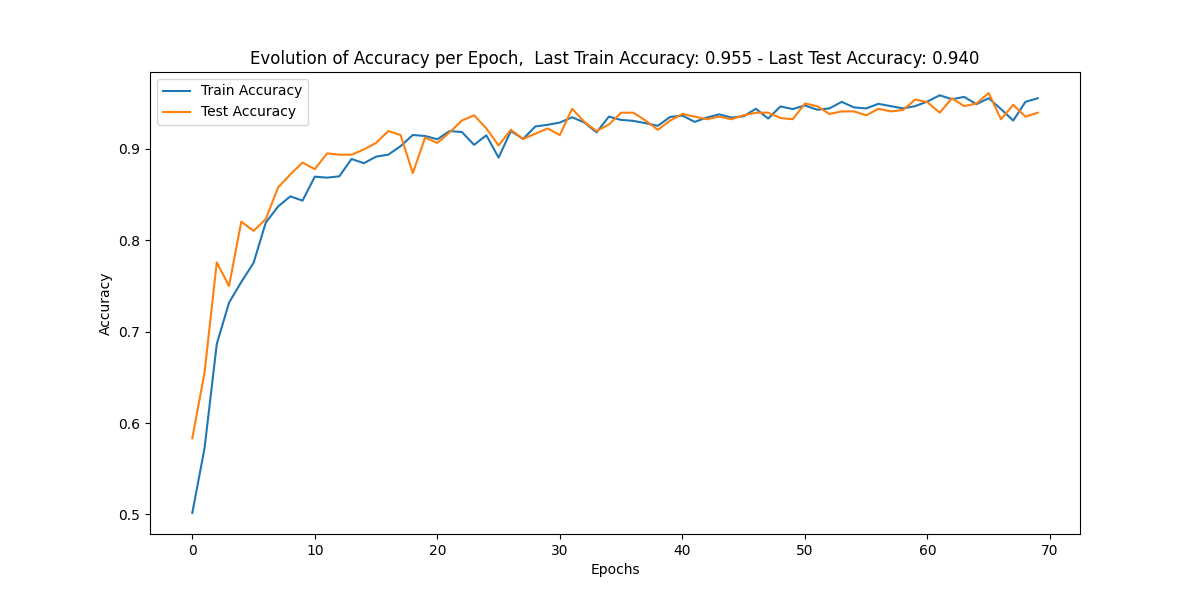 Evolution of Accuracy per Epoch,  Last Train Accuracy: 0.955 - Last Test Accuracy: 0.940
Train Accuracy
Test Accuracy
0.9
0.8
0.7
0.6
0.5
Accuracy
0 10 20 30 40 50 60 70
Epochs